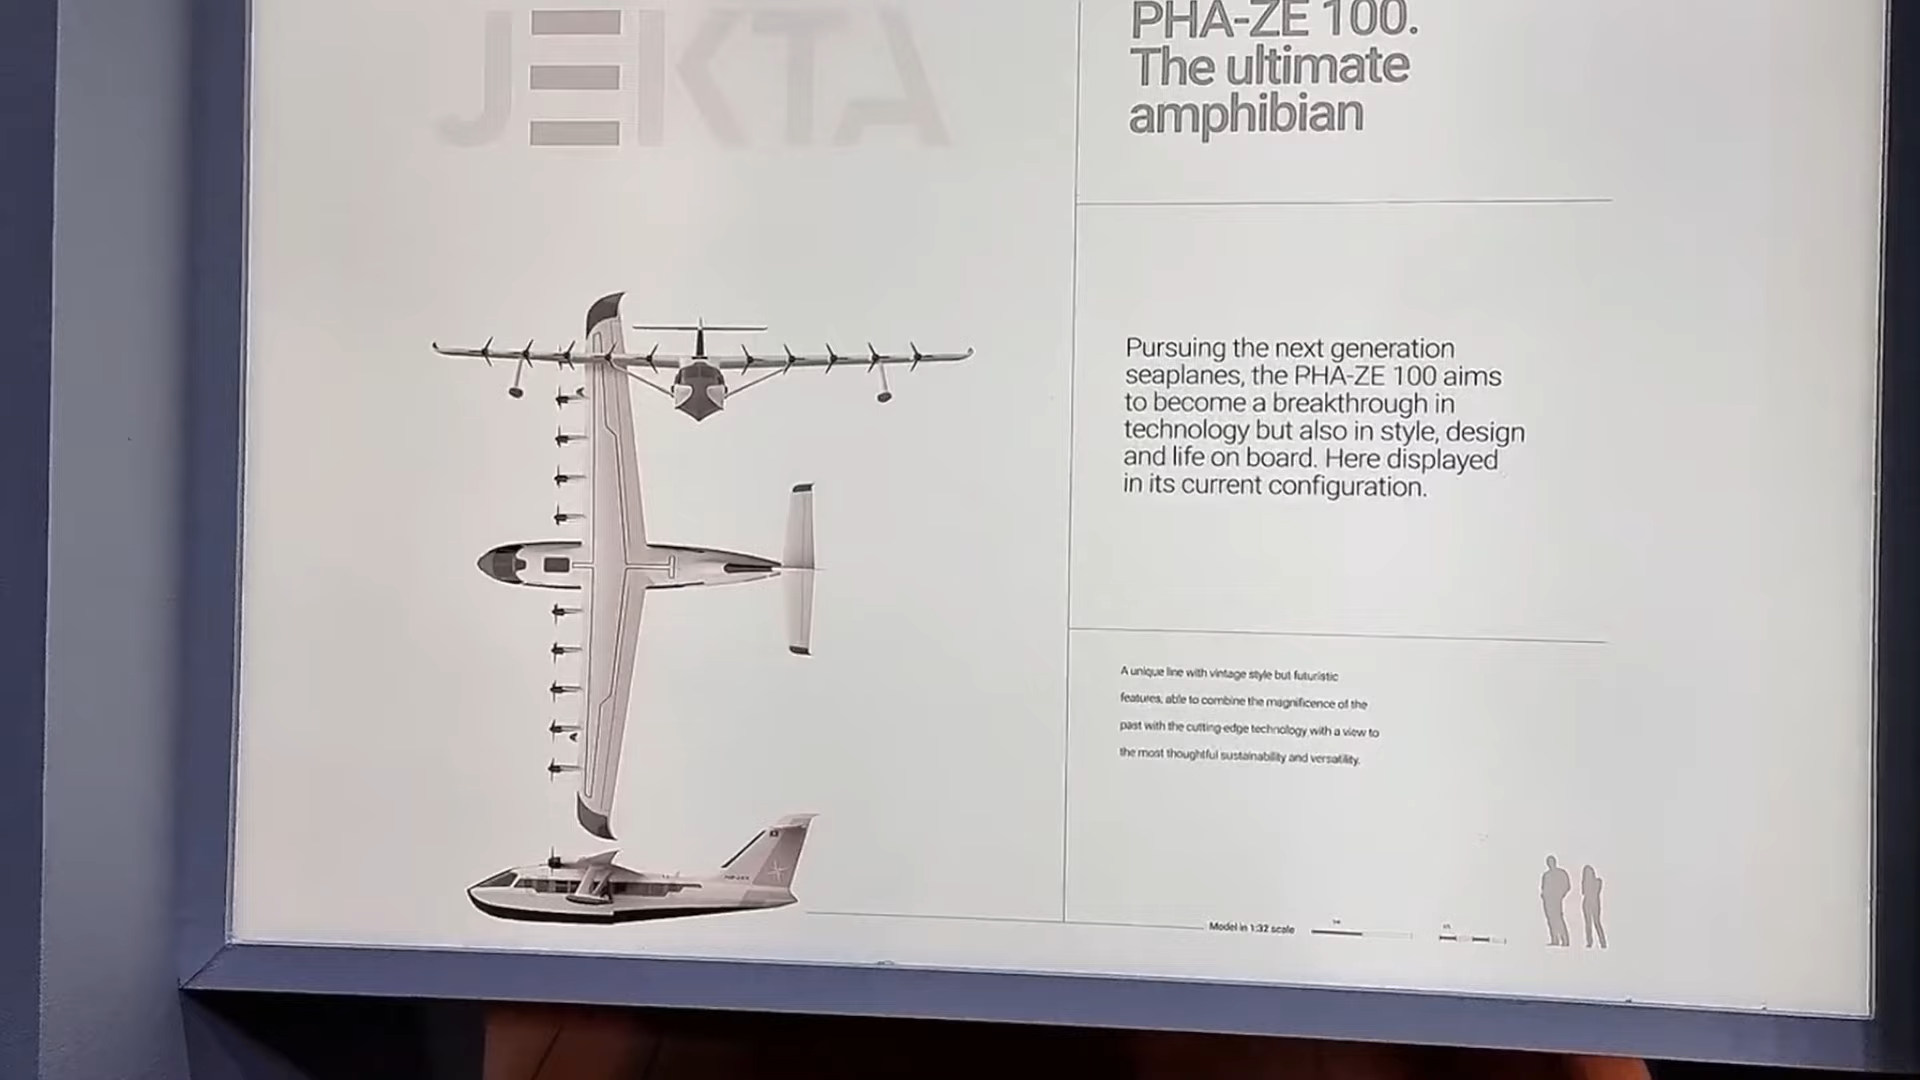 JEKTA
PHA-ZE 100.
The ultimate
amphibian
Pursuing the next generation
seaplanes, the PHA-ZE 100 aims
to become a breakthrough in
technology but also in style, design
and life on board. Here displayed
in its current configuration.
A unique line with vintage style but futuristic
features, able to combine the magnificence of the
past with the cutting-edge technology with a view to
the most thoughtful sustainability and versatility.
Model in 1:32 scale